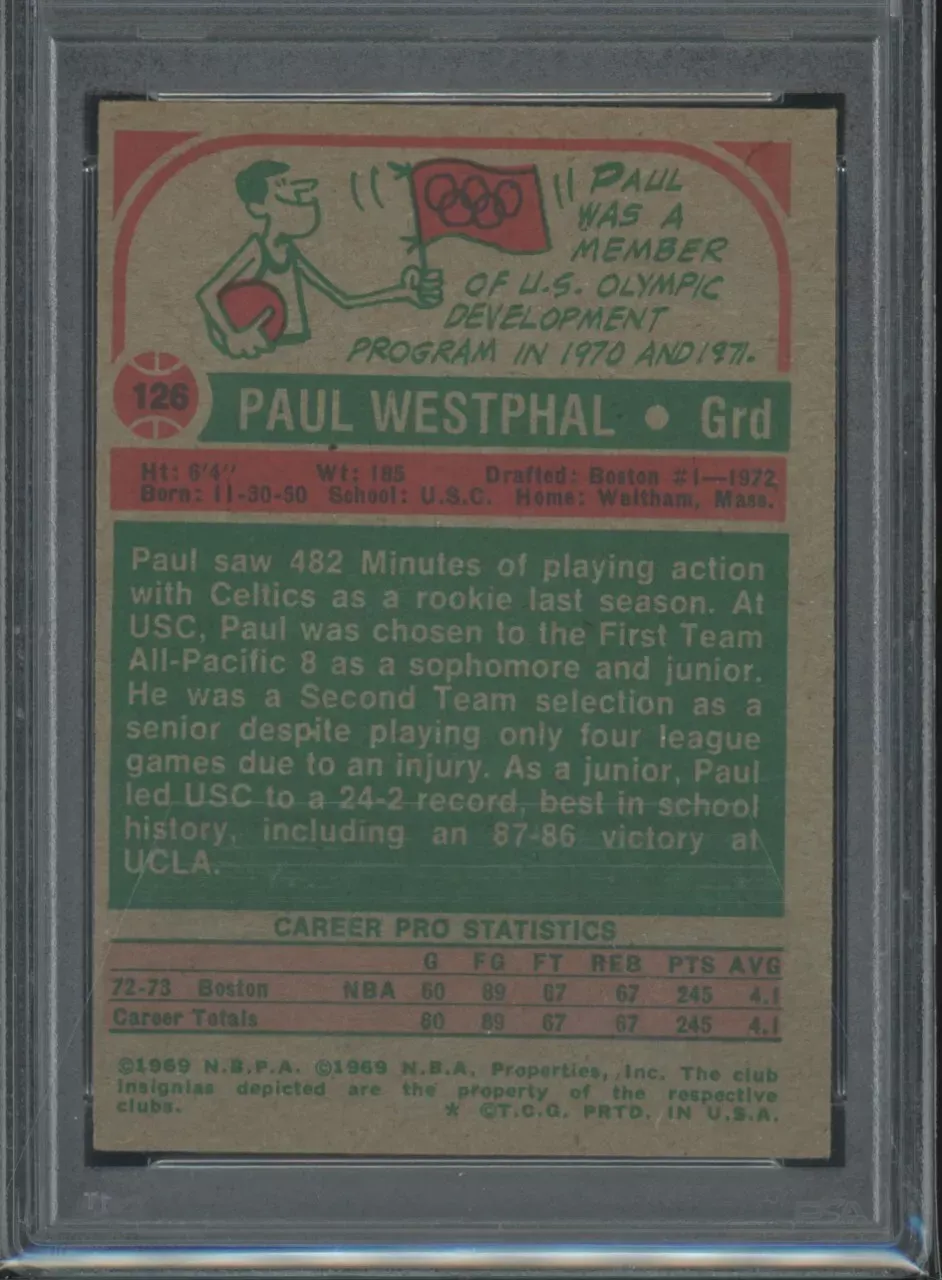 PAUL
WAS A
MEMBER
OF U.S. OLYMPIC
DEVELOPMENT
PROGRAM IN 1970 AND 1971.
126 PAUL WESTPHAL • Grd
Ht: 6'4" Wt: 185 Drafted: Boston #1—1972
Born: 11-30-50 School: U.S.C. Home: Waltham, Mass.
Paul saw 482 Minutes of playing action
with Celtics as a rookie last season. At
USC, Paul was chosen to the First Team
All-Pacific 8 as a sophomore and junior.
He was a Second Team selection as a
senior despite playing only four league
games due to an injury. As a junior, Paul
led USC to a 24-2 record, best in school
history, including an 87-86 victory at
UCLA.
CAREER PRO STATISTICS
G FG FT REB PTS AVG
72-73 Boston NBA 60 89 67 67 245 4.1
Career Totals 60 89 67 67 245 4.1
©1969 N.B.P.A. ©1969 N.B.A. Properties, Inc. The club
insignias depicted are the property of the respective
clubs. * ©T.C.G. PRTD. IN U.S.A.
PSA